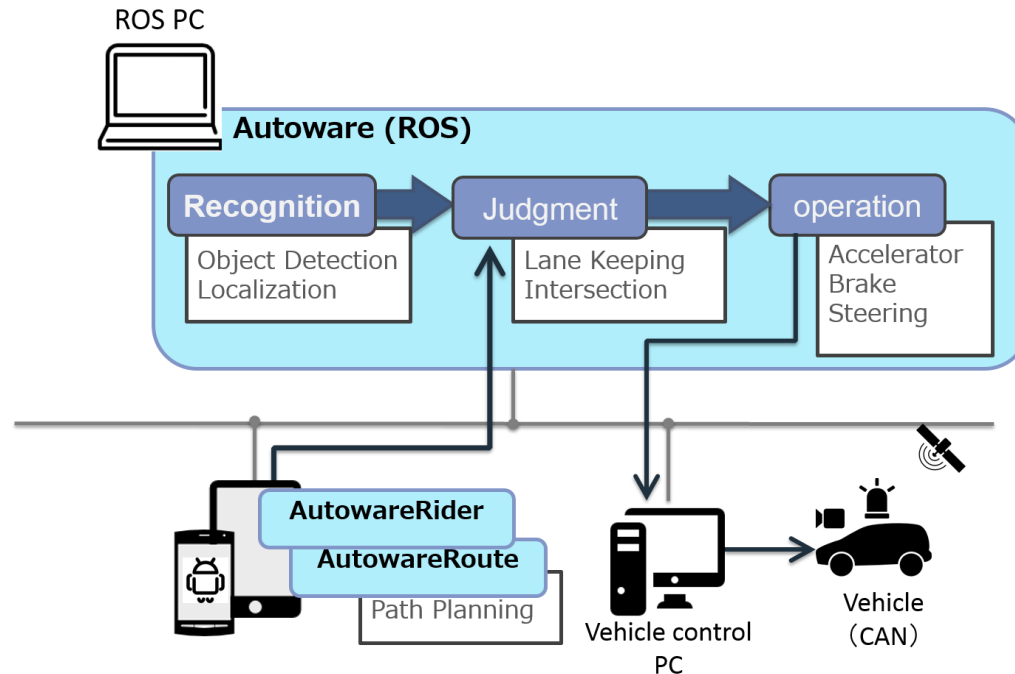 ROS PC
Autoware (ROS)
Recognition
Object Detection
Localization
Judgment
Lane Keeping
Intersection
operation
Accelerator
Brake
Steering
AutowareRider
AutowareRoute
Path Planning
Vehicle control
PC
Vehicle
（CAN）